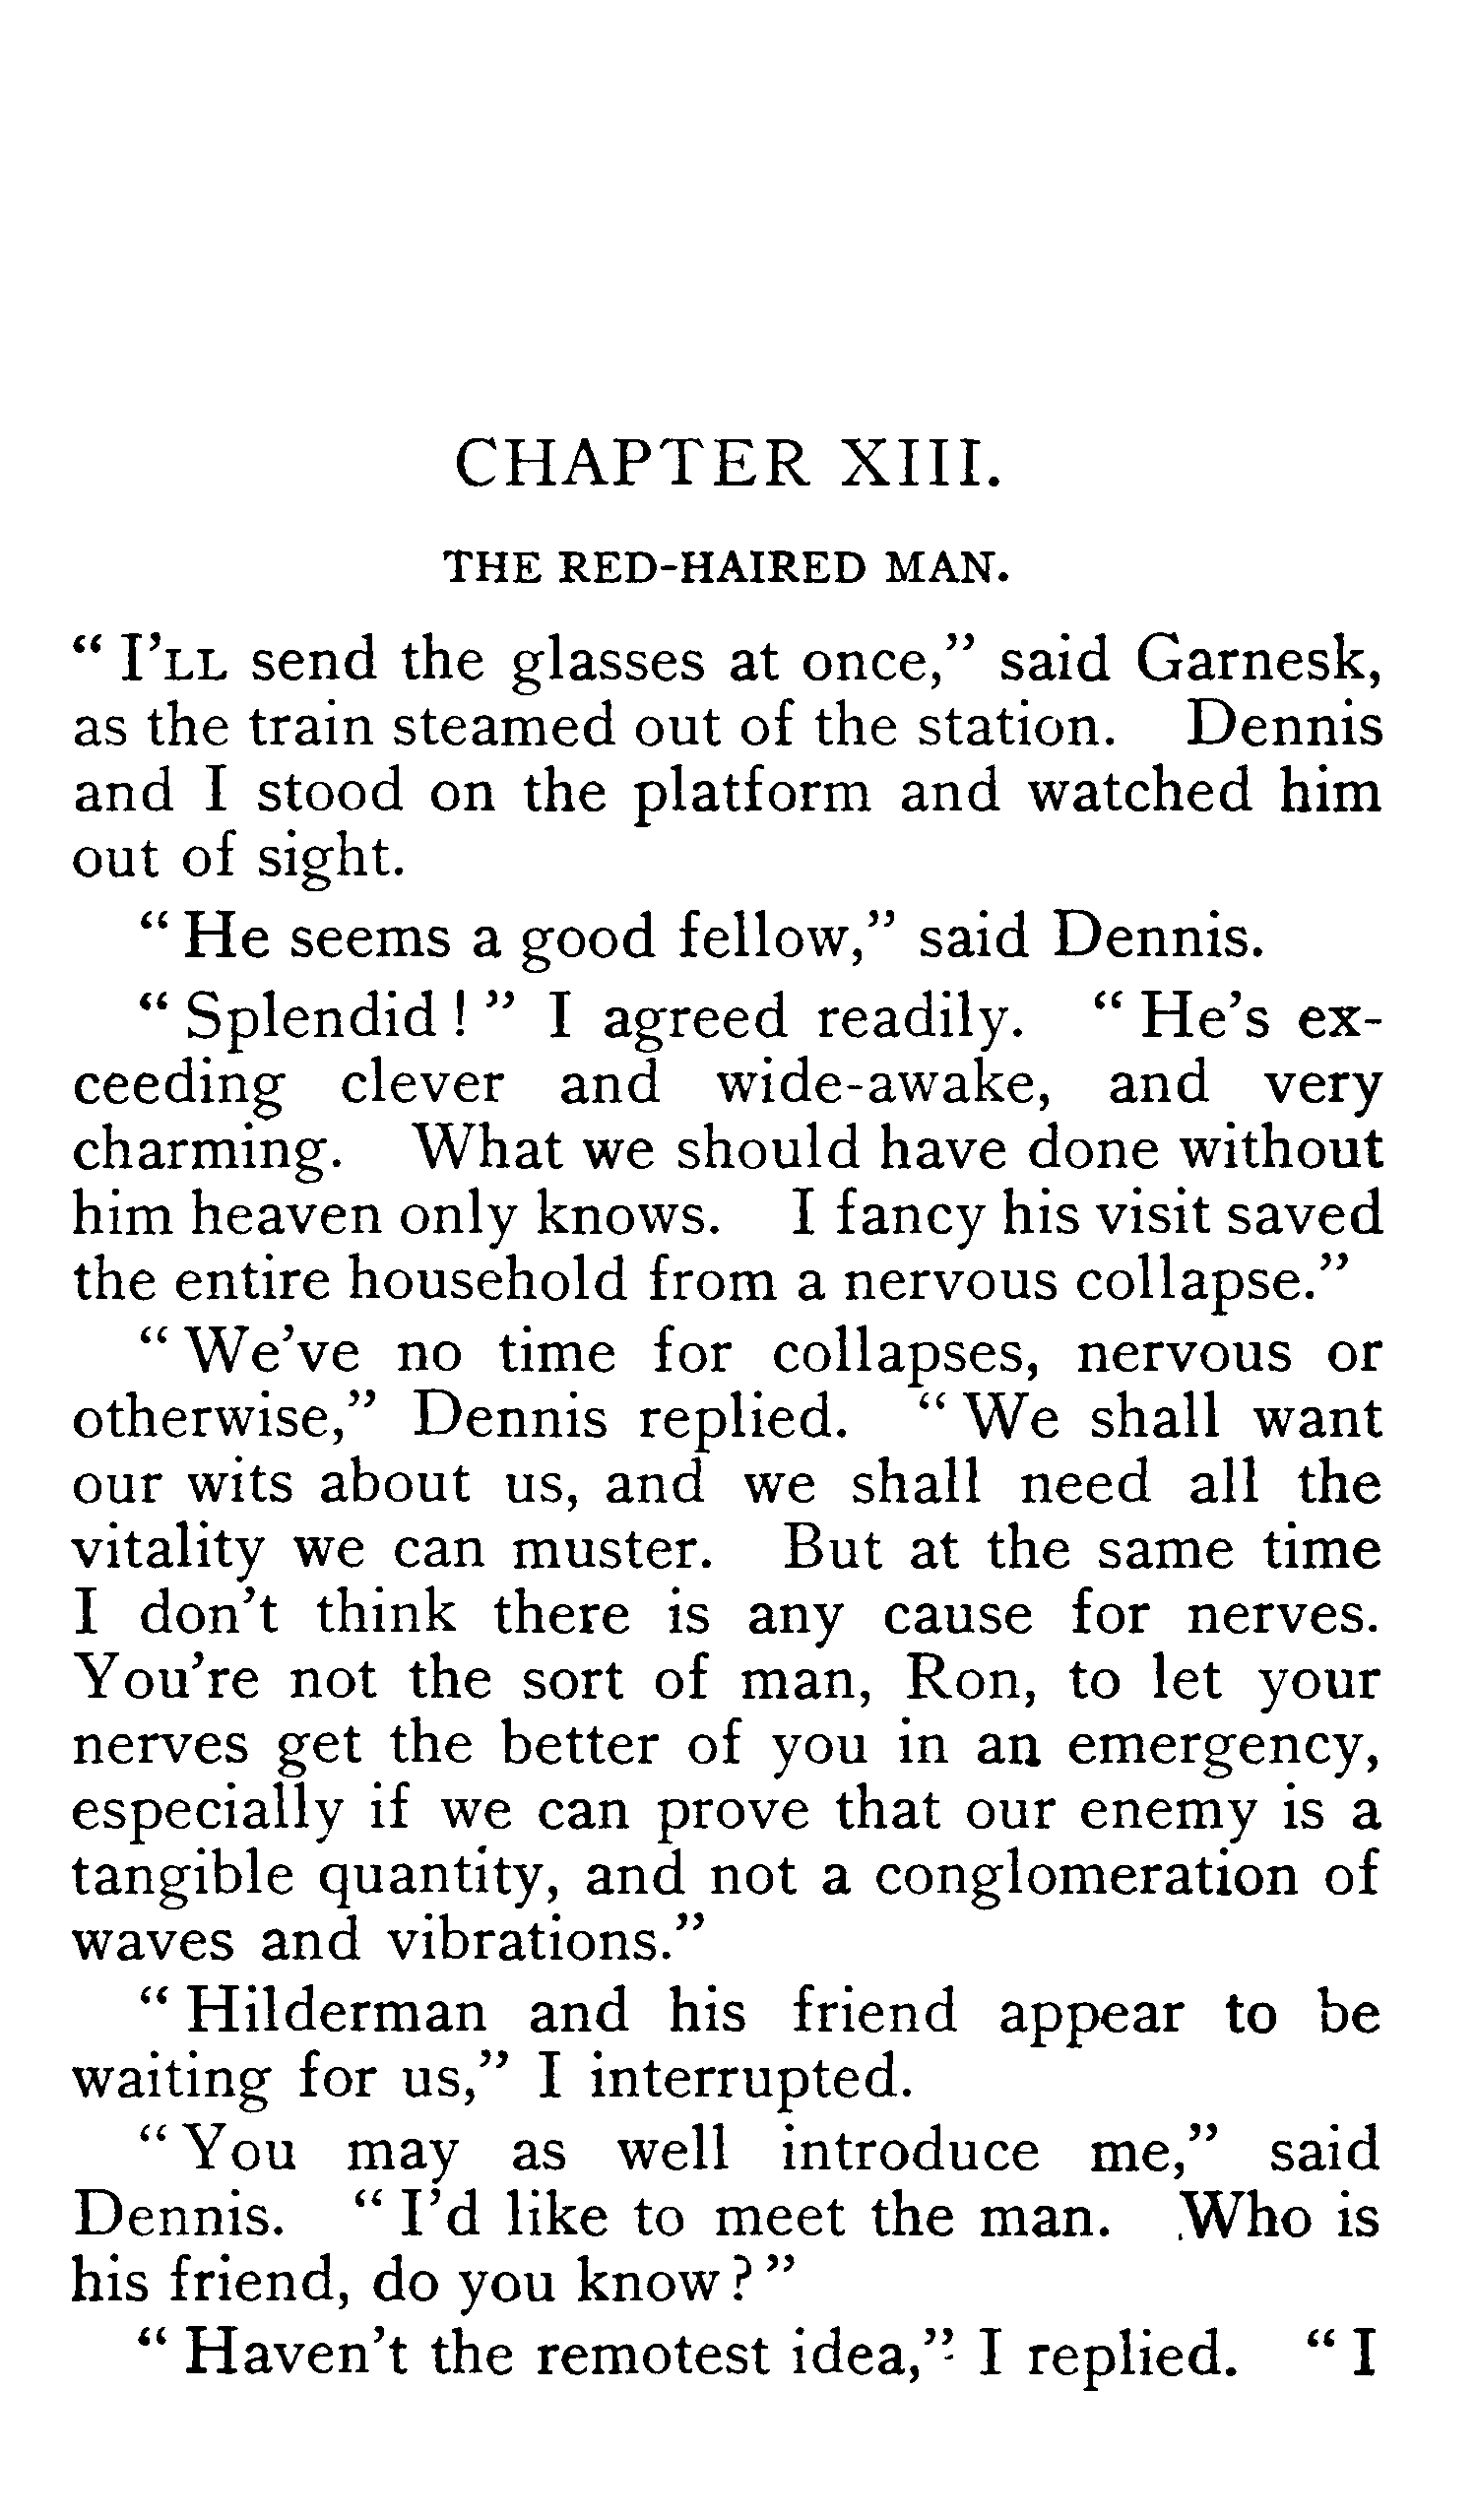 CHAPTER XIII.
THE RED-HAIRED MAN.
“ I’LL send the glasses at once,” said Garnesk,
as the train steamed out of the station. Dennis
and I stood on the platform and watched him
out of sight.
“ He seems a good fellow,” said Dennis.
“ Splendid ! ” I agreed readily. “ He’s ex-
ceeding clever and wide-awake, and very
charming. What we should have done without
him heaven only knows. I fancy his visit saved
the entire household from a nervous collapse.”
“ We’ve no time for collapses, nervous or
otherwise,” Dennis replied. “ We shall want
our wits about us, and we shall need all the
vitality we can muster. But at the same time
I don’t think there is any cause for nerves.
You’re not the sort of man, Ron, to let your
nerves get the better of you in an emergency,
especially if we can prove that our enemy is a
tangible quantity, and not a conglomeration of
waves and vibrations.”
“ Hilderman and his friend appear to be
waiting for us,” I interrupted.
“ You may as well introduce me,” said
Dennis. “ I’d like to meet the man. Who is
his friend, do you know ? ”
“ Haven’t the remotest idea,” I replied. “ I